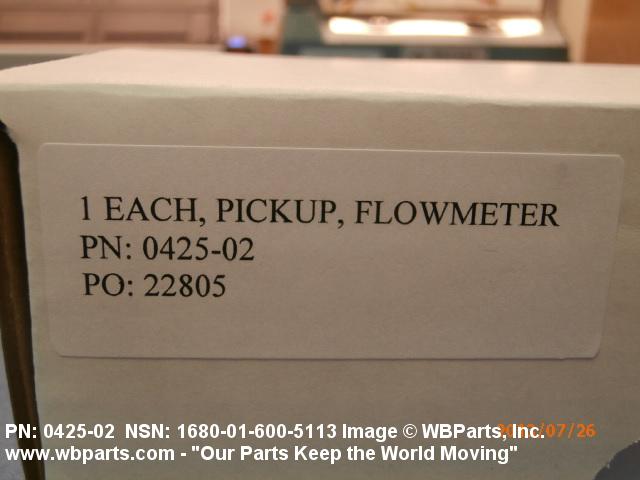 1 EACH, PICKUP, FLOWMETER
PN: 0425-02
PO: 22805
PN: 0425-02 NSN: 1680-01-600-5113 Image © WBParts, Inc.
www.wbparts.com - "Our Parts Keep the World Moving"